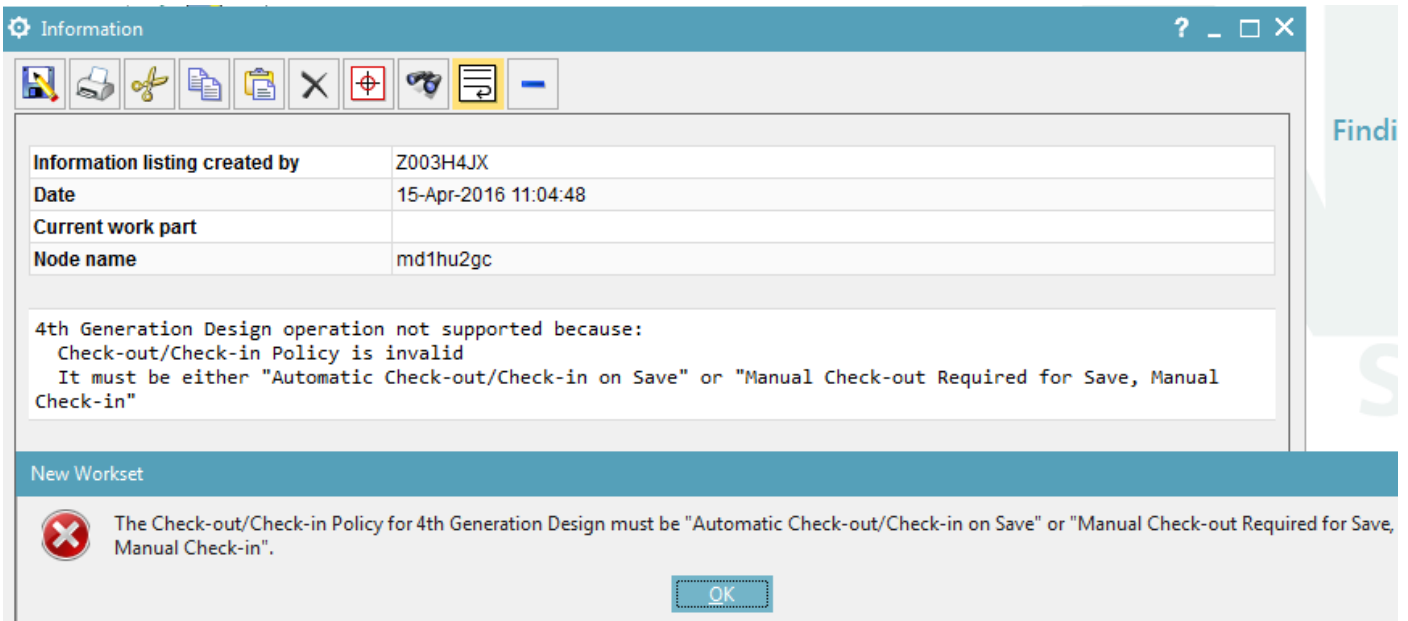 Information
? _ □ ✕
Findi
Information listing created by Z003H4JX
Date 15-Apr-2016 11:04:48
Current work part
Node name md1hu2gc
4th Generation Design operation not supported because:
Check-out/Check-in Policy is invalid
It must be either "Automatic Check-out/Check-in on Save" or "Manual Check-out Required for Save, Manual
Check-in"
S
New Workset
The Check-out/Check-in Policy for 4th Generation Design must be "Automatic Check-out/Check-in on Save" or "Manual Check-out Required for Save,
Manual Check-in".
OK